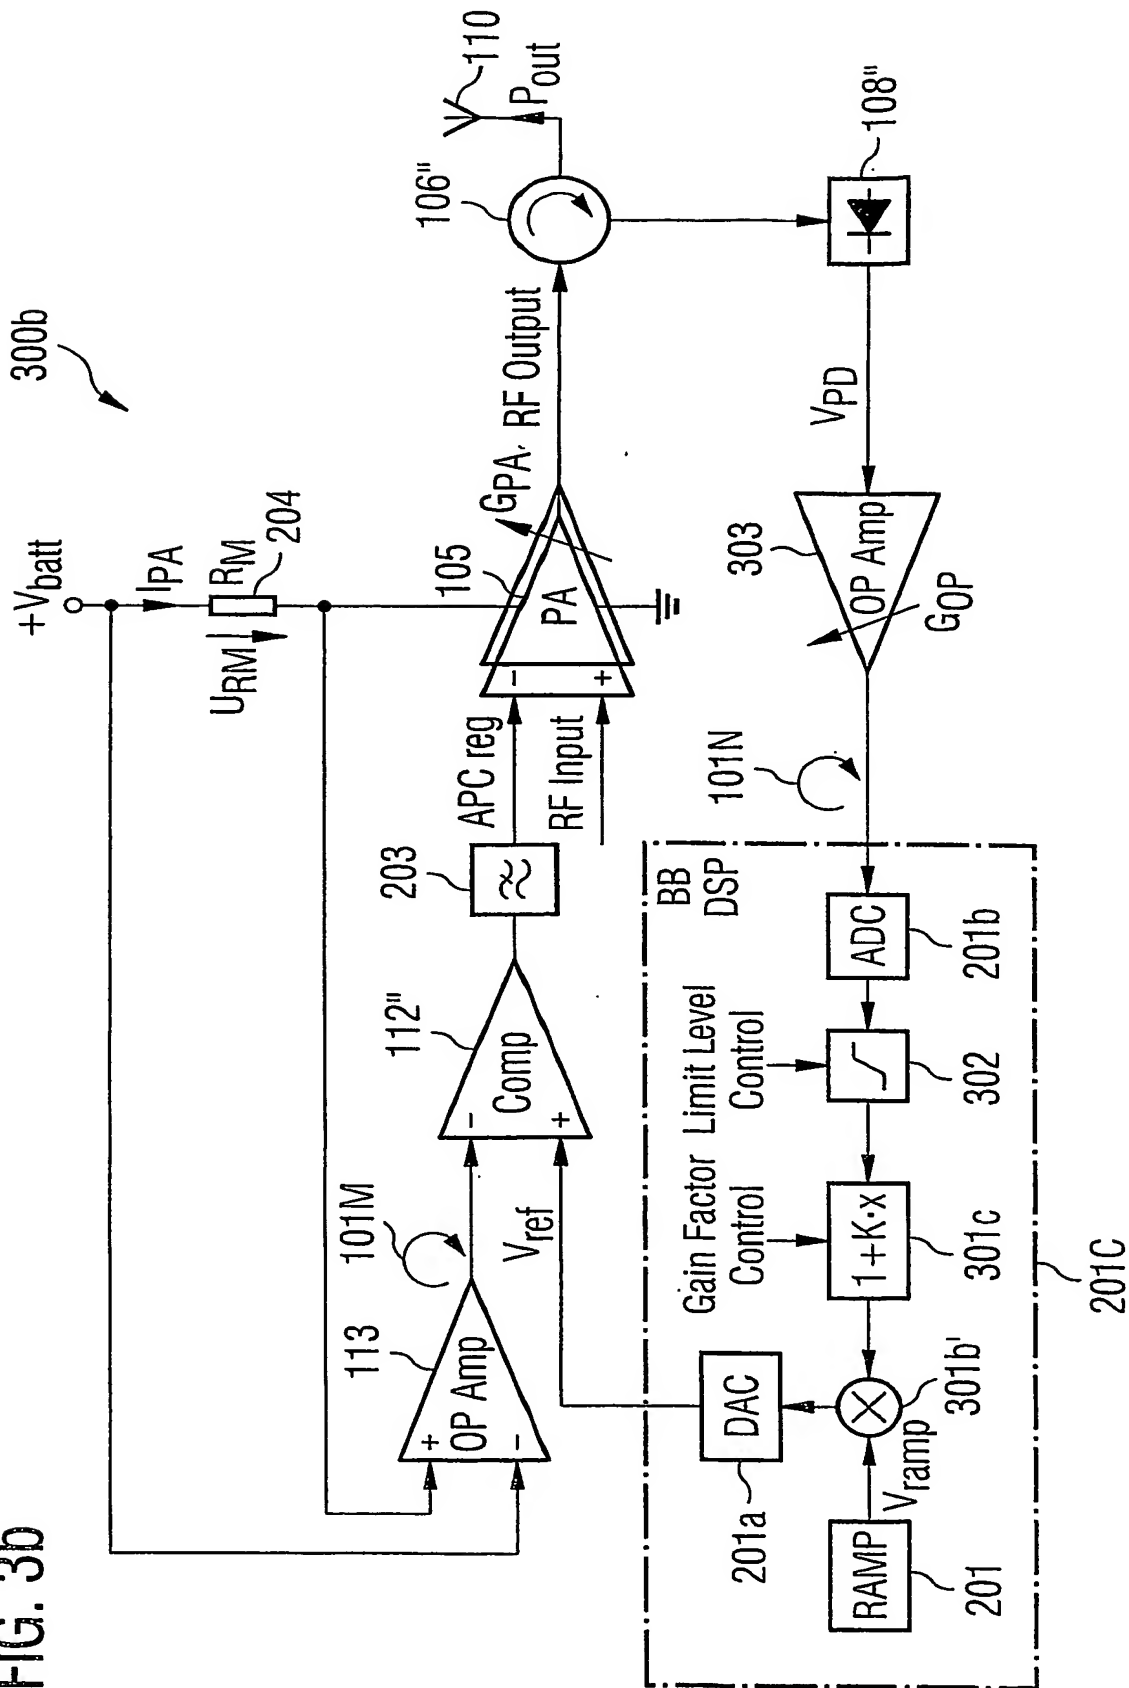 FIG. 3b
300b
+Vbatt
IPA
RM
204
URM
113
OP Amp
+
-
101M
Vref
112"
Comp
-
+
203
APC reg
RF Input
105
PA
-
+
GPA,
RF Output
106"
110
Pout
108"
VPD
303
OP Amp
GOP
101N
BB
DSP
ADC
201b
Limit Level
Control
302
Gain Factor
Control
1+K·x
301c
301b'
DAC
201a
Vramp
RAMP
201
201C